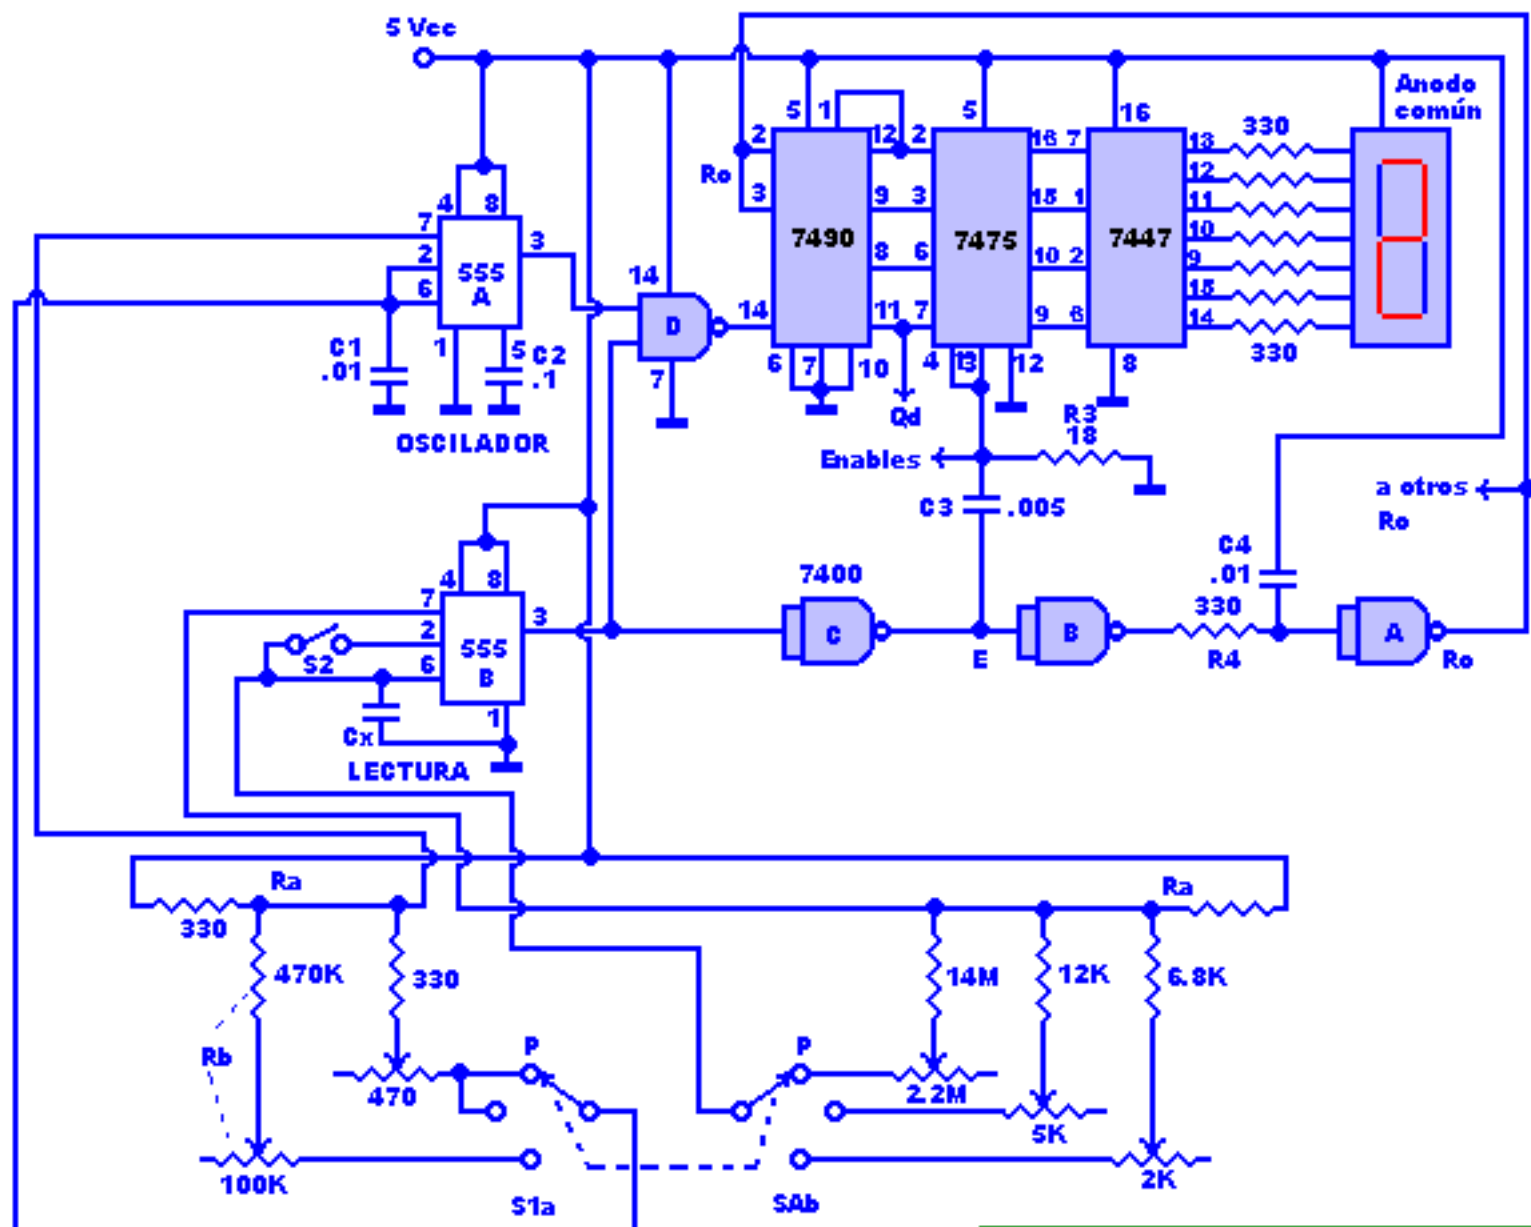 5 Vcc
Anodo
común
5 1 5 16
2 12 2 16 7 13 330
Ro
12
3 9 3 15 1 11
7490 7475 7447
10
8 6 10 2 9
15
14 11 7 9 6 14
330
6 7 10 4 13 12 8
Qd
4 8
7
2 3
555
A
6
1 5
14
D
7
C1
.01
C2
.1
OSCILADOR
R3
18
Enables
C3 .005
a otros
Ro
C4
.01
4 8
7
2 3
S2
555
B
6
1
Cx
LECTURA
7400
C
E
B
330
R4
A
Ro
Ra
330
470K
330
Rb
470
100K
P
S1a
Ra
14M
12K
6.8K
P
2.2M
5K
2K
SAb